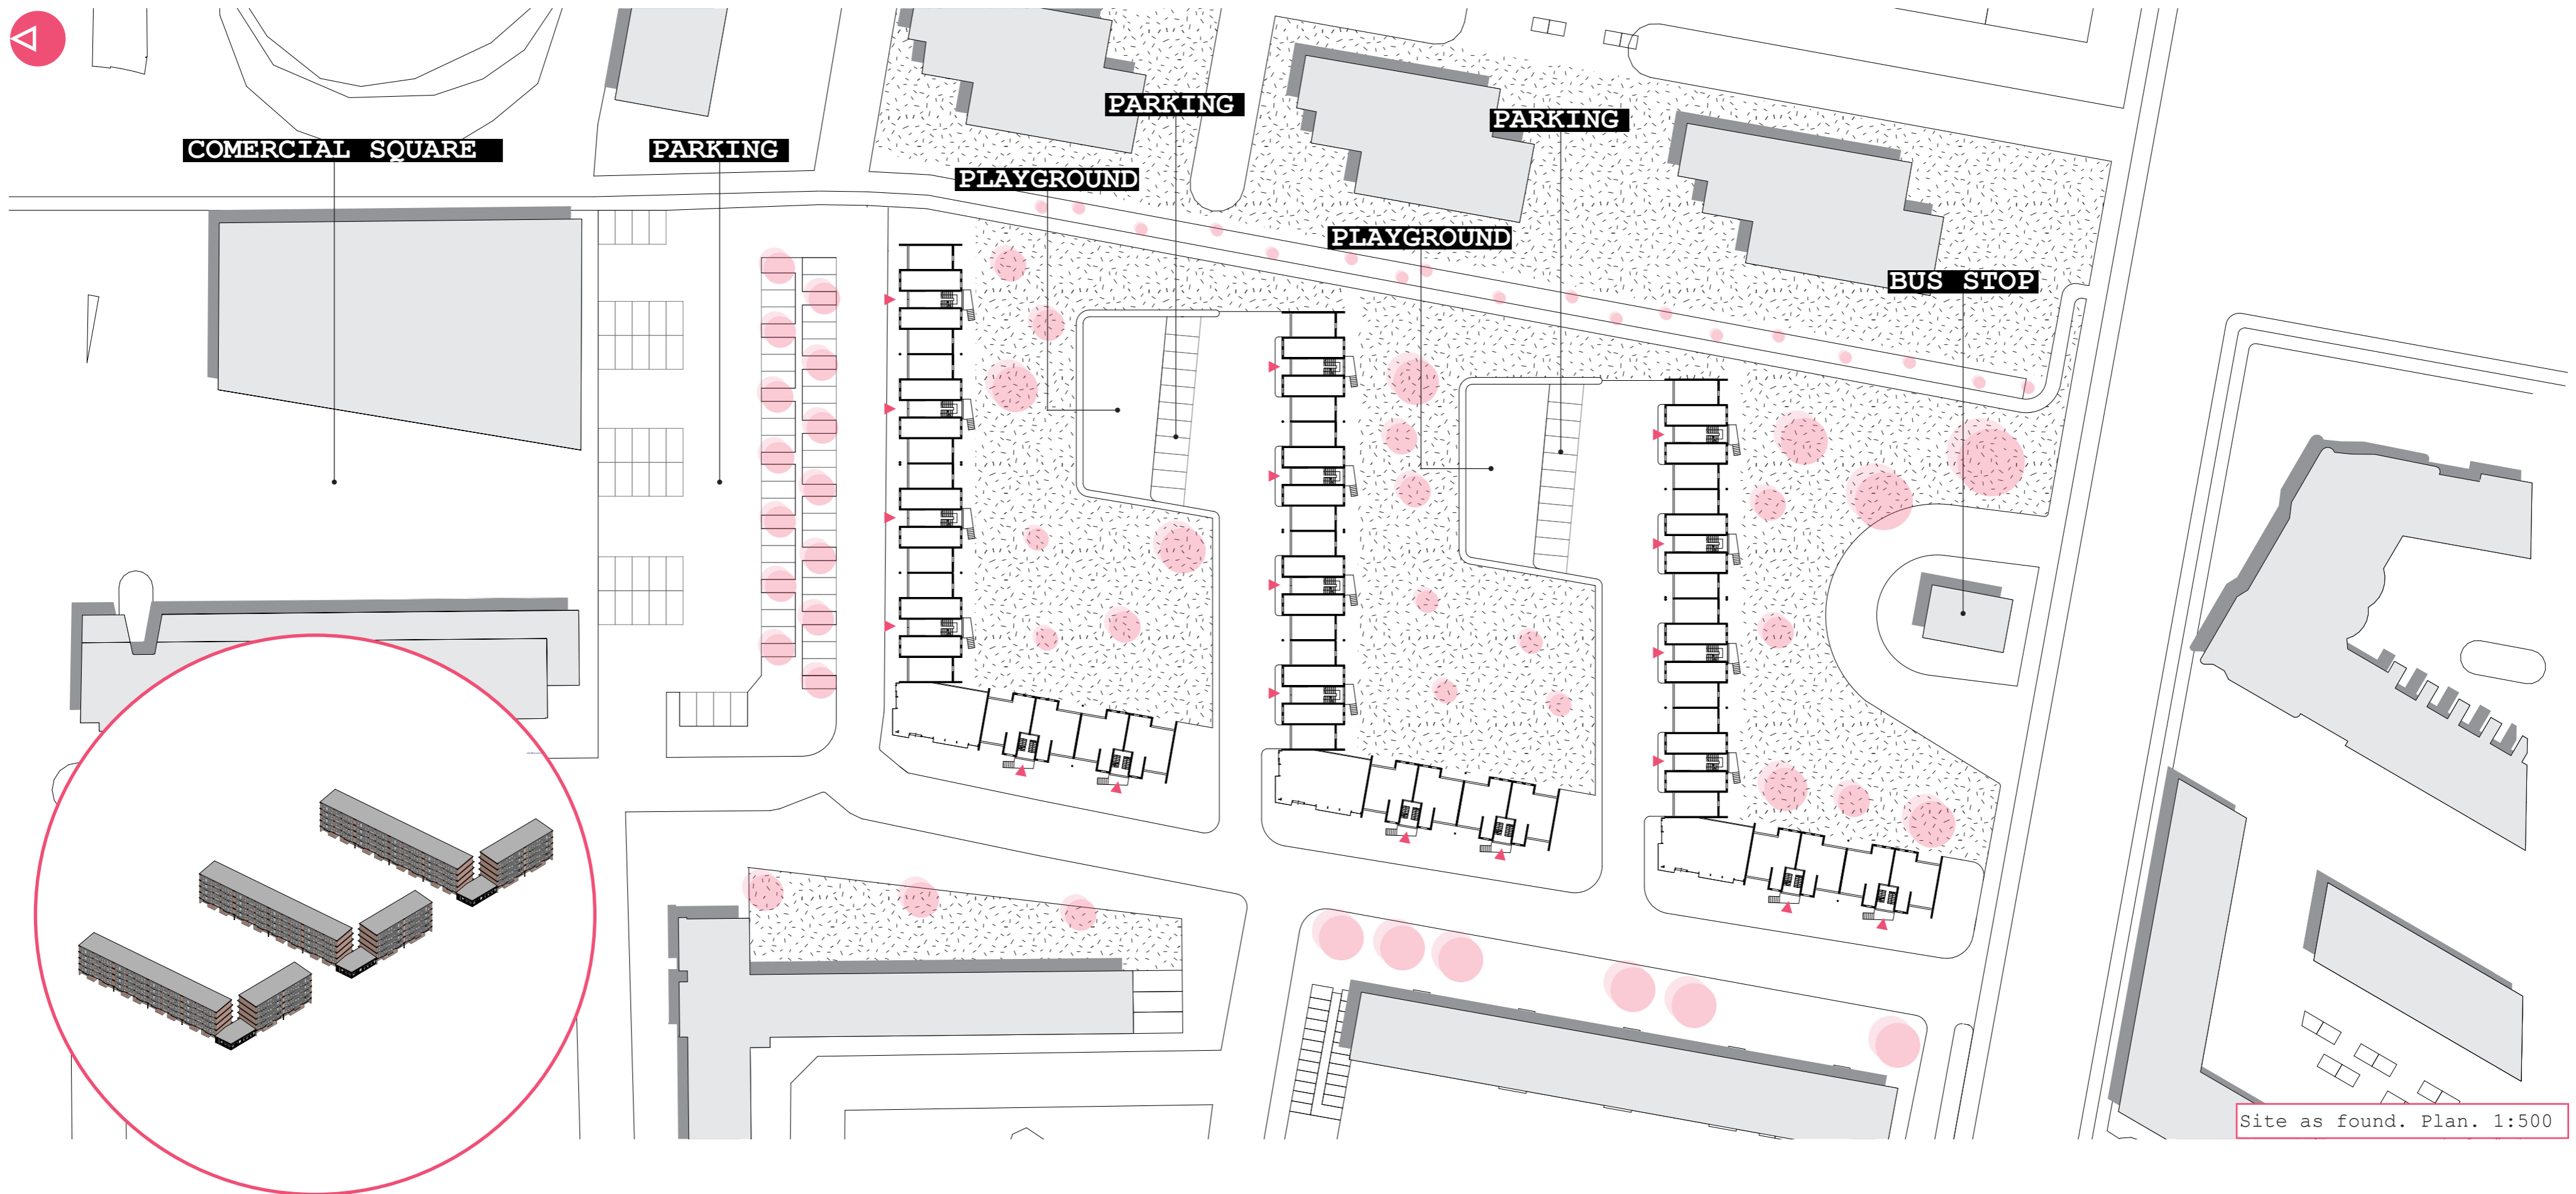 PARKING
PARKING
COMERCIAL SQUARE
PARKING
PLAYGROUND
PLAYGROUND
BUS STOP
Site as found. Plan. 1:500